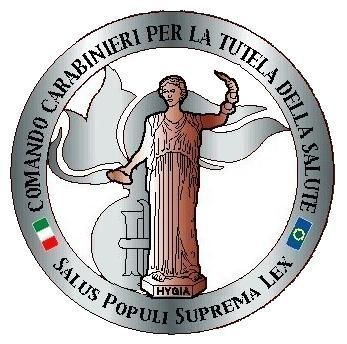 COMANDO CARABINIERI PER LA TUTELA DELLA SALUTE
HYGIA
SALUS POPULI SUPREMA LEX